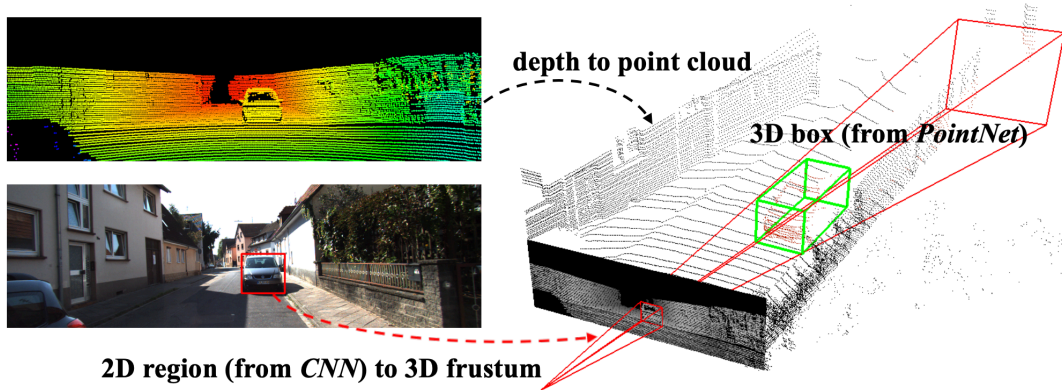 depth to point cloud
3D box (from PointNet)
2D region (from CNN) to 3D frustum